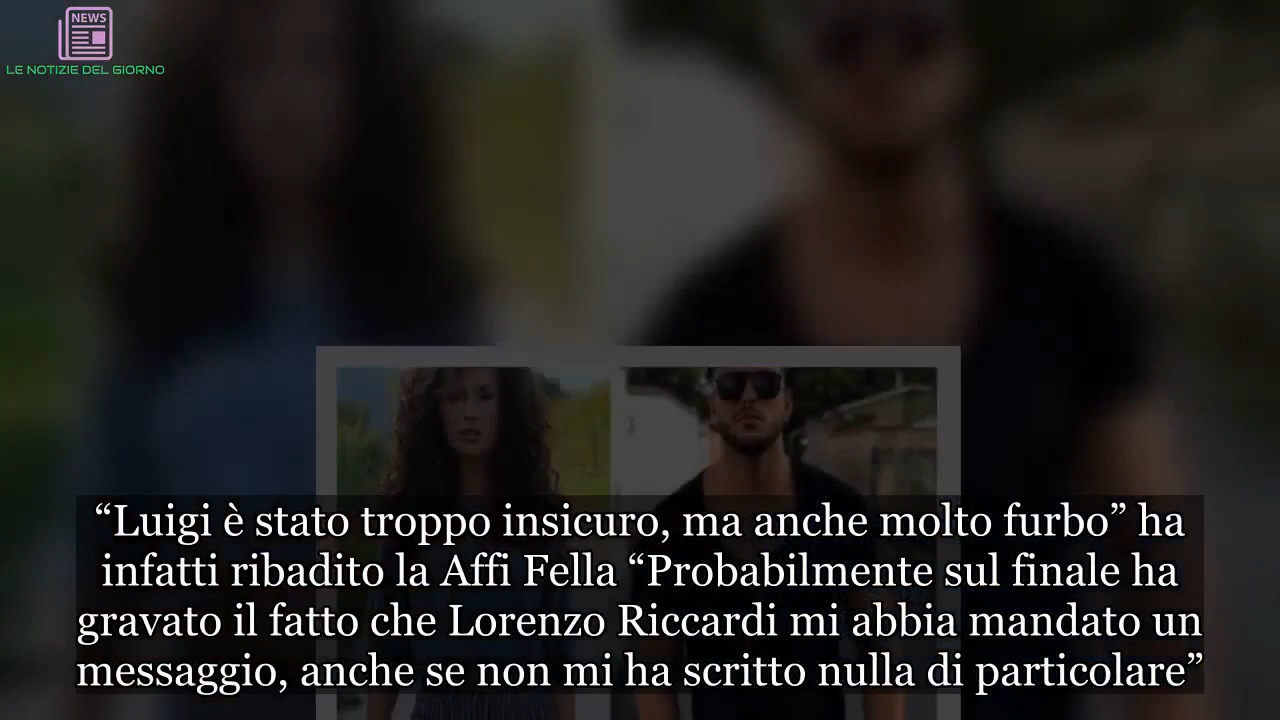 NEWS
LE NOTIZIE DEL GIORNO
“Luigi è stato troppo insicuro, ma anche molto furbo” ha
infatti ribadito la Affi Fella “Probabilmente sul finale ha
gravato il fatto che Lorenzo Riccardi mi abbia mandato un
messaggio, anche se non mi ha scritto nulla di particolare”